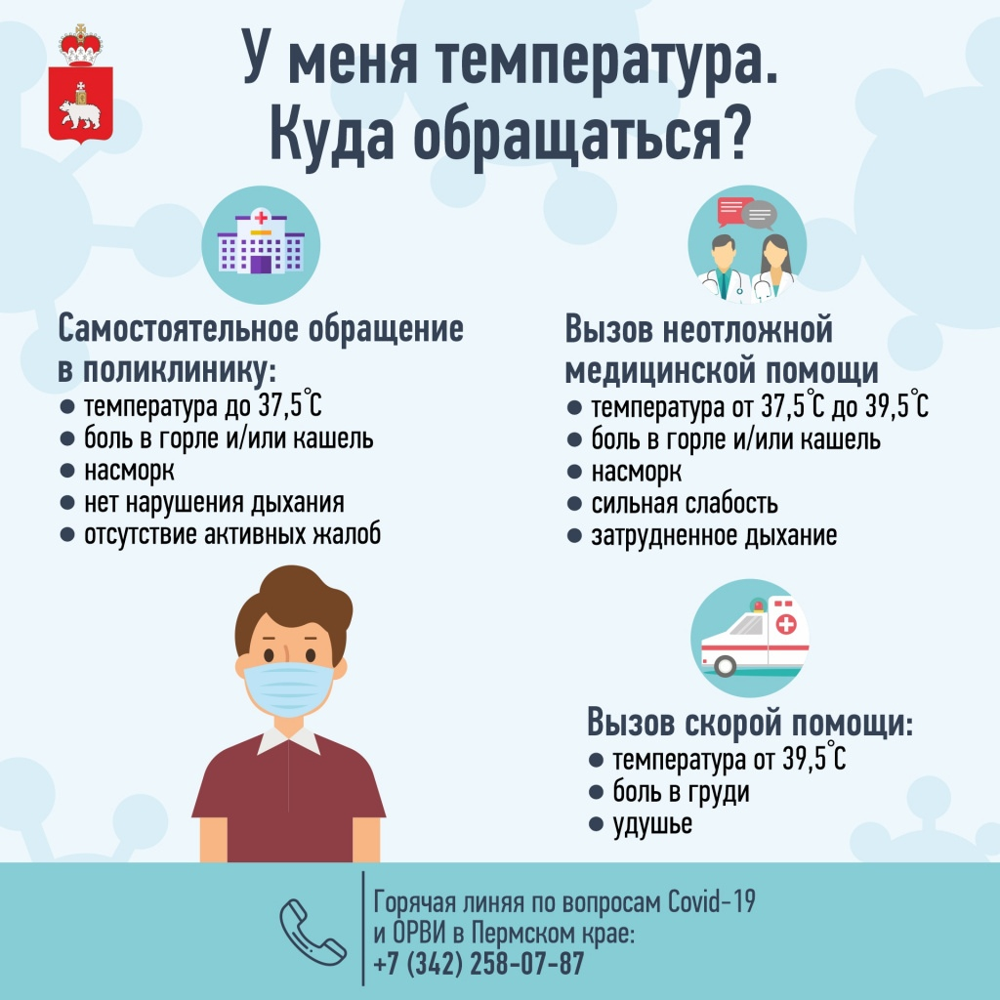 У меня температура.
Куда обращаться?
Самостоятельное обращение
в поликлинику:
● температура до 37,5°С
● боль в горле и/или кашель
● насморк
● нет нарушения дыхания
● отсутствие активных жалоб
Вызов неотложной
медицинской помощи
● температура от 37,5°С до 39,5°С
● боль в горле и/или кашель
● насморк
● сильная слабость
● затрудненное дыхание
Вызов скорой помощи:
● температура от 39,5°С
● боль в груди
● удушье
Горячая линия по вопросам Covid-19
и ОРВИ в Пермском крае:
+7 (342) 258-07-87